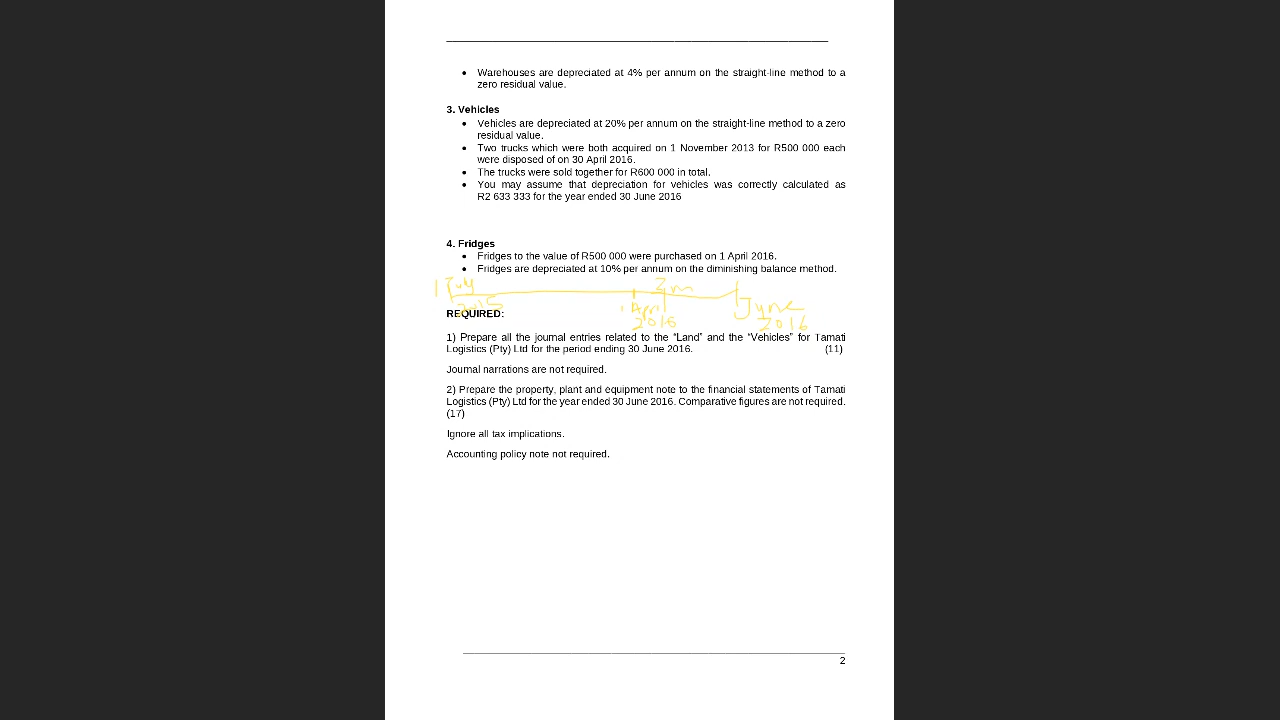 • Warehouses are depreciated at 4% per annum on the straight-line method to a
zero residual value.
3. Vehicles
• Vehicles are depreciated at 20% per annum on the straight-line method to a zero
residual value.
• Two trucks which were both acquired on 1 November 2013 for R500 000 each
were disposed of on 30 April 2016.
• The trucks were sold together for R600 000 in total.
• You may assume that depreciation for vehicles was correctly calculated as
R2 633 333 for the year ended 30 June 2016
4. Fridges
• Fridges to the value of R500 000 were purchased on 1 April 2016.
• Fridges are depreciated at 10% per annum on the diminishing balance method.
1 July
2015
3m
1 April
2016
June
2016
REQUIRED:
1) Prepare all the journal entries related to the “Land” and the “Vehicles” for Tamati
Logistics (Pty) Ltd for the period ending 30 June 2016. (11)
Journal narrations are not required.
2) Prepare the property, plant and equipment note to the financial statements of Tamati
Logistics (Pty) Ltd for the year ended 30 June 2016. Comparative figures are not required.
(17)
Ignore all tax implications.
Accounting policy note not required.
2